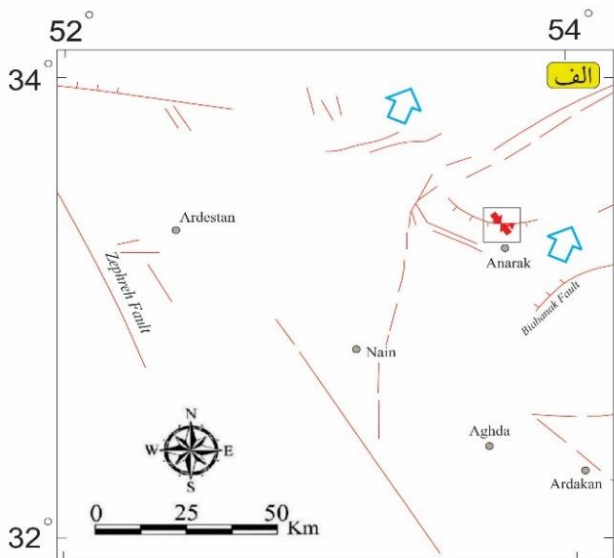 52° 54°
34°
الف
Ardestan
Anarak
Zephreh Fault
Biabanak Fault
Nain
N
W E
S
Aghda
Ardakan
0 25 50
Km
32°